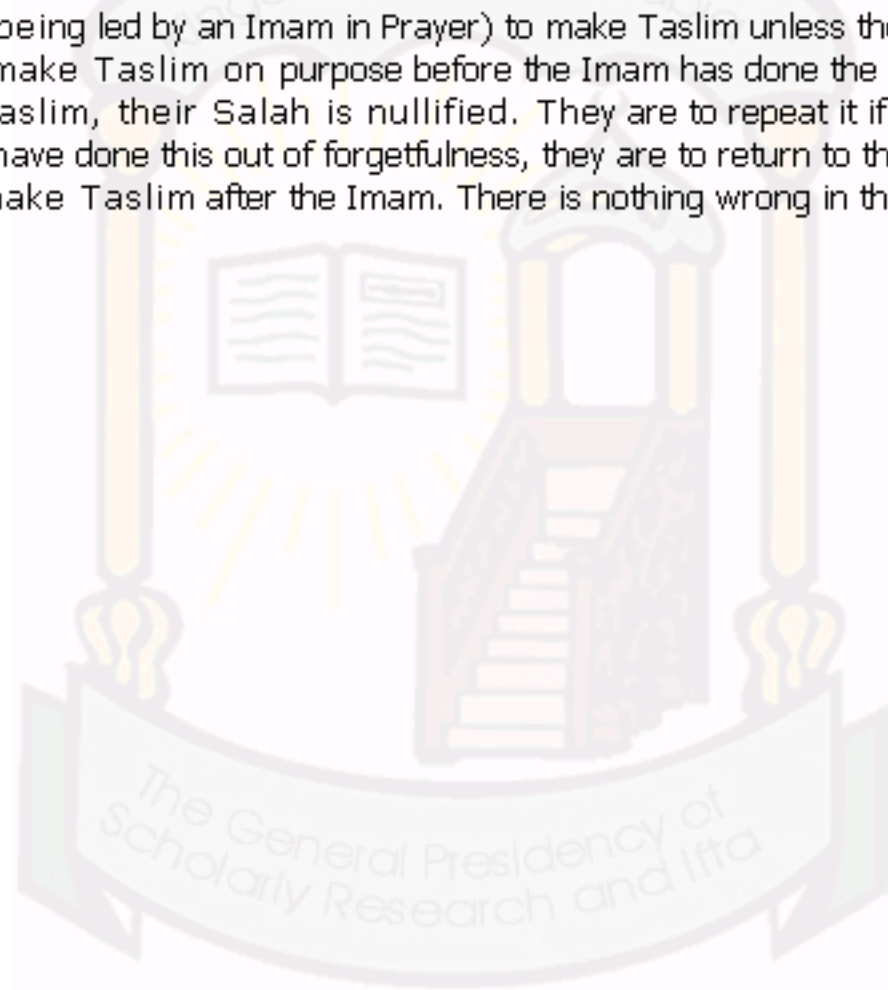 being led by an Imam in Prayer) to make Taslim unless
make Taslim on purpose before the Imam has done the
aslim, their Salah is nullified. They are to repeat it if
have done this out of forgetfulness, they are to return to
make Taslim after the Imam. There is nothing wrong in
The General Presidency of
Scholarly Research and Ifta